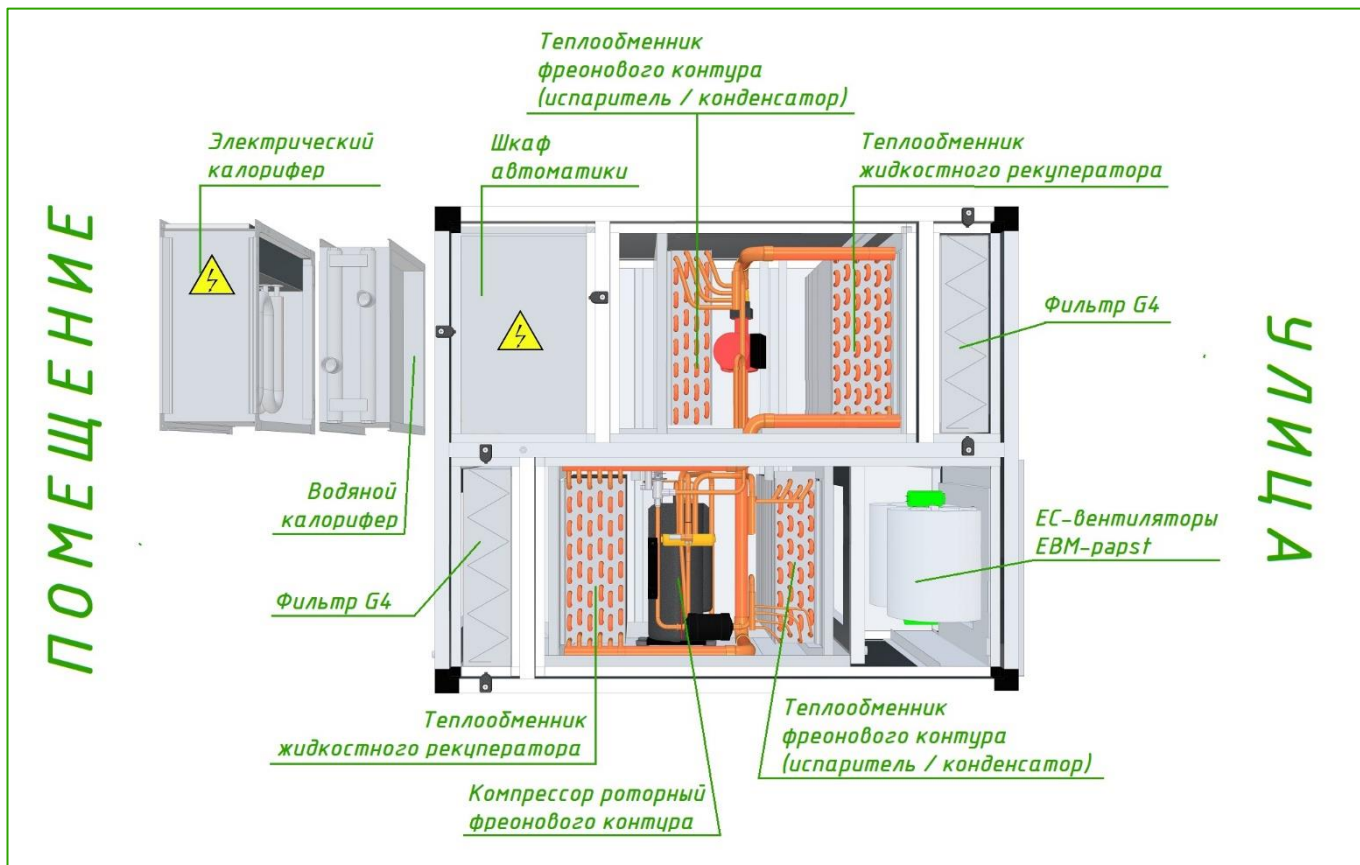 Теплообменник
фреонового контура
(испаритель / конденсатор)
Электрический
калорифер
Шкаф
автоматики
Теплообменник
жидкостного рекуператора
ПОМЕЩЕНИЕ
УЛИЦА
Фильтр G4
Водяной
калорифер
EC-вентиляторы
EBM-papst
Фильтр G4
Теплообменник
жидкостного рекуператора
Теплообменник
фреонового контура
(испаритель / конденсатор)
Компрессор роторный
фреонового контура